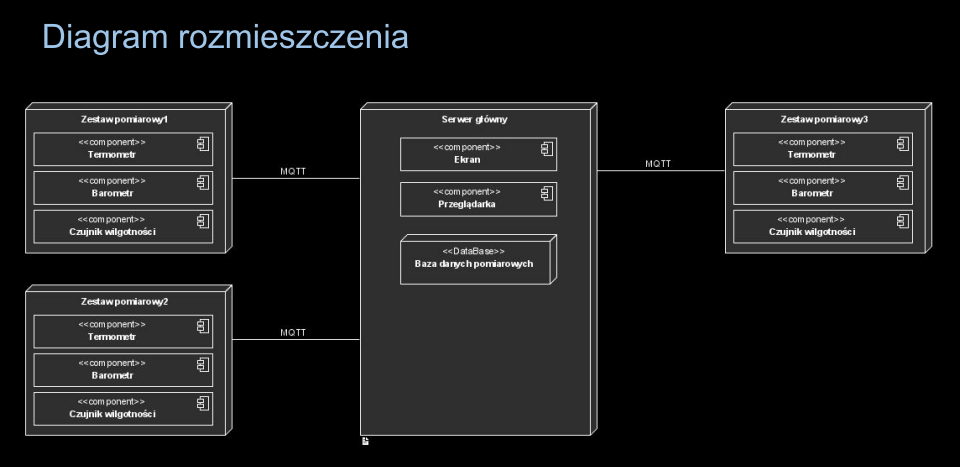 Diagram rozmieszczenia
Zestaw pomiarowy1
<<component>>
Termometr
<<component>>
Barometr
<<component>>
Czujnik wilgotności
MQTT
Zestaw pomiarowy2
<<component>>
Termometr
<<component>>
Barometr
<<component>>
Czujnik wilgotności
MQTT
Serwer główny
<<component>>
Ekran
<<component>>
Przeglądarka
<<DataBase>>
Baza danych pomiarowych
MQTT
Zestaw pomiarowy3
<<component>>
Termometr
<<component>>
Barometr
<<component>>
Czujnik wilgotności